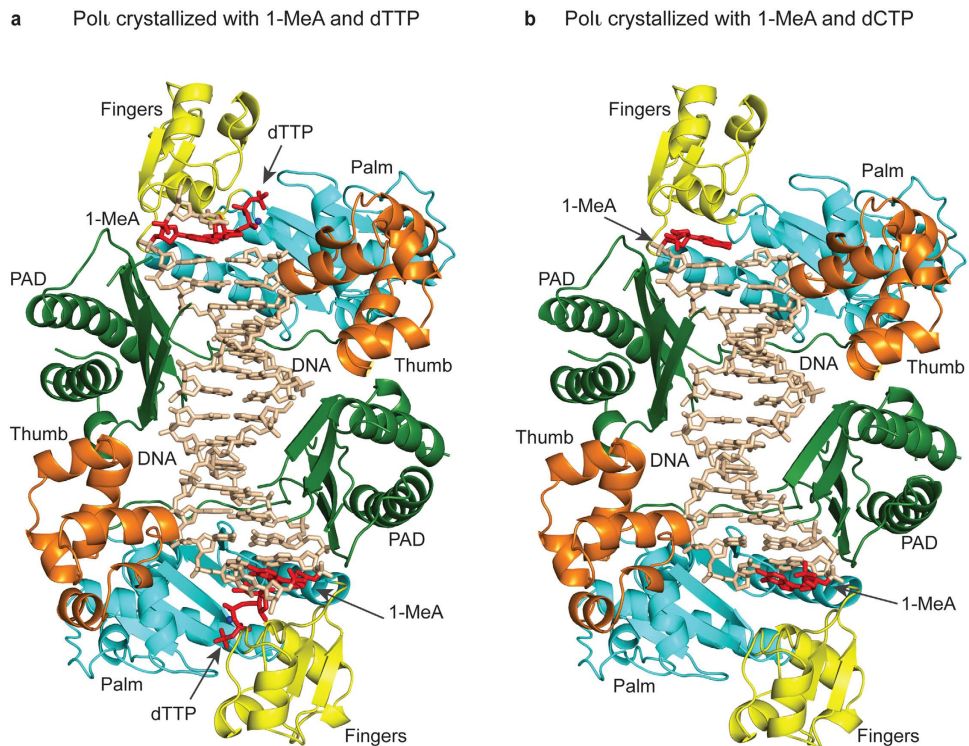 a Polι crystallized with 1-MeA and dTTP
Fingers
dTTP
Palm
1-MeA
PAD
DNA
Thumb
Thumb
DNA
PAD
1-MeA
Palm
dTTP
Fingers
b Polι crystallized with 1-MeA and dCTP
Fingers
Palm
1-MeA
PAD
DNA
Thumb
Thumb
DNA
PAD
1-MeA
Palm
Fingers